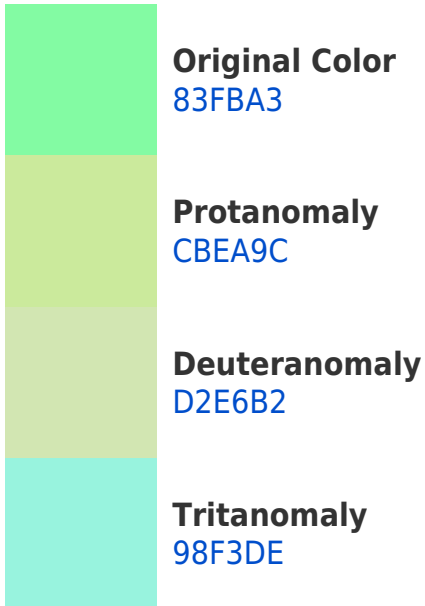 Original Color
83FBA3
Protanomaly
CBEA9C
Deuteranomaly
D2E6B2
Tritanomaly
98F3DE